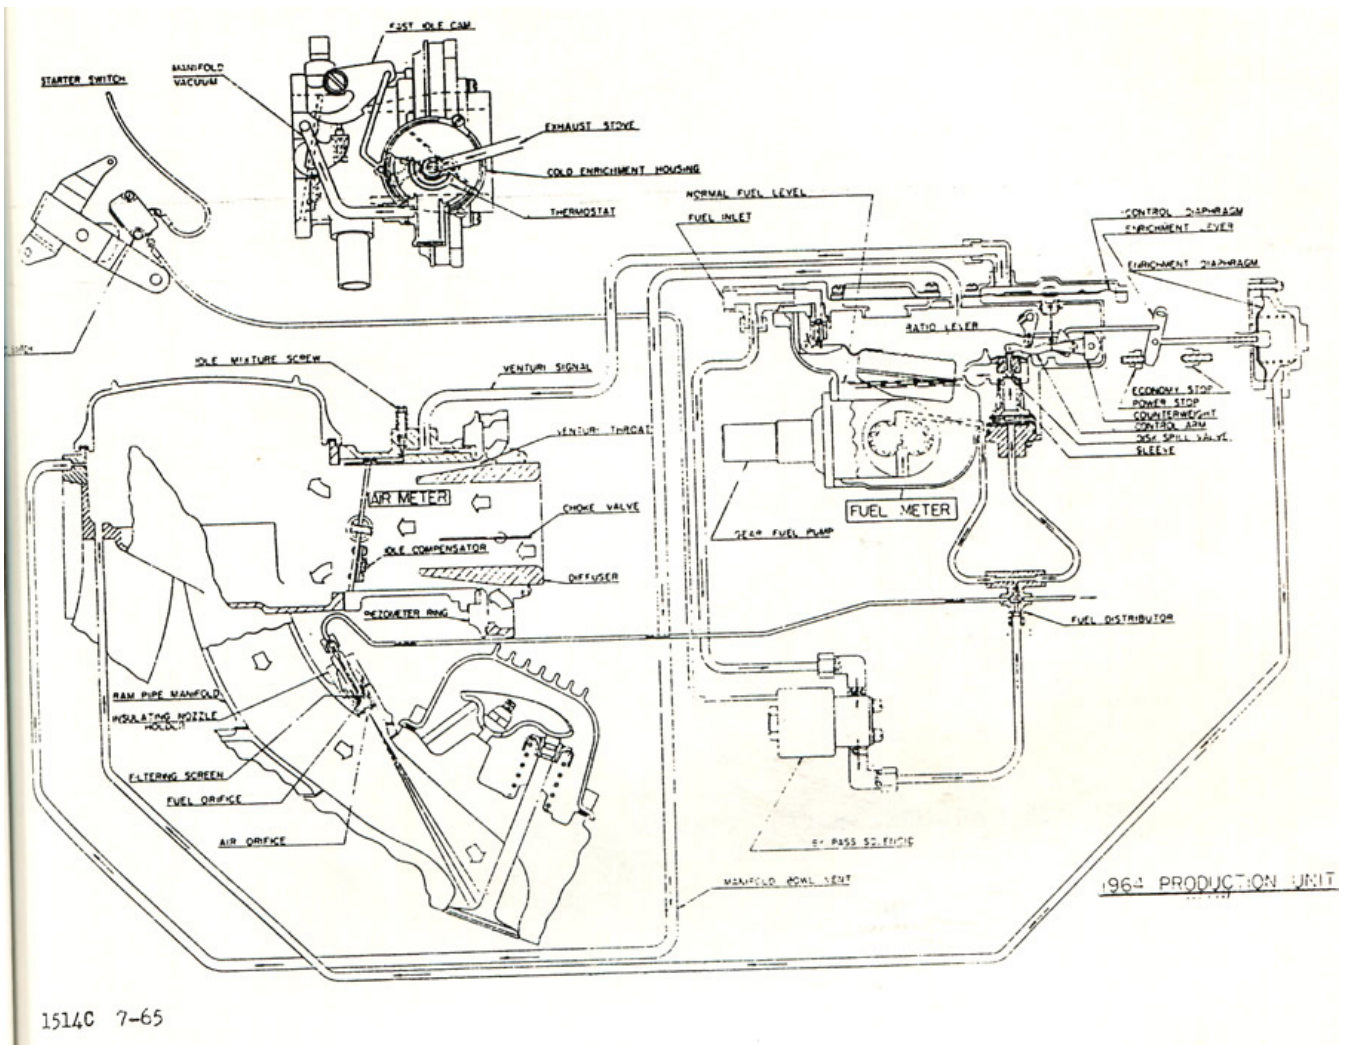 FAST IDLE CAM
MANIFOLD
VACUUM
STARTER SWITCH
EXHAUST STOVE
COLD ENRICHMENT HOUSING
THERMOSTAT
NORMAL FUEL LEVEL
FUEL INLET
CONTROL DIAPHRAGM
ENRICHMENT LEVER
ENRICHMENT DIAPHRAGM
RATIO LEVER
IDLE MIXTURE SCREW
VENTURI SIGNAL
ECONOMY STOP
POWER STOP
COUNTERWEIGHT
CONTROL ARM
DISK SPILL VALVE
SLEEVE
VENTURI THROAT
AIR METER
CHOKE VALVE
FUEL METER
GEAR FUEL PUMP
IDLE COMPENSATOR
DIFFUSER
PIEZOMETER RING
FUEL DISTRIBUTOR
RAM PIPE MANIFOLD
INSULATING NOZZLE
HOLDER
FILTERING SCREEN
FUEL ORIFICE
AIR ORIFICE
BY PASS SOLENOID
MANIFOLD BOWL VENT
1964 PRODUCTION UNIT
1514C 7-65